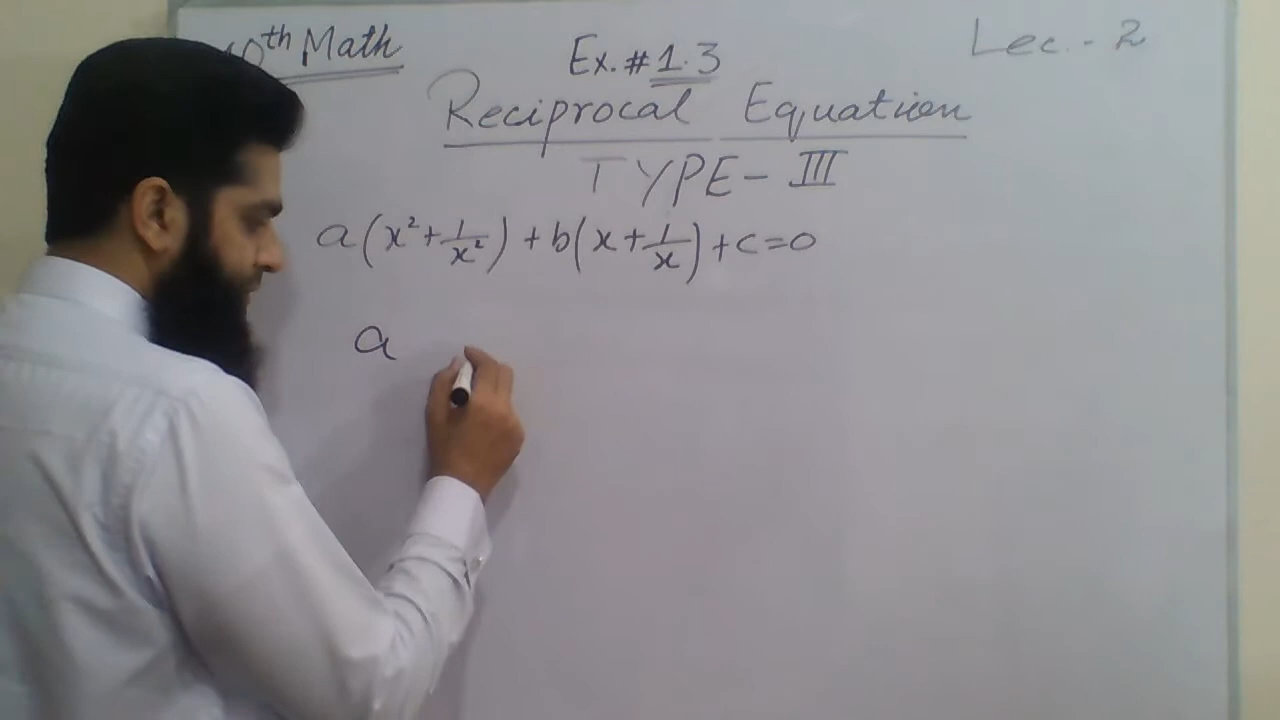 10th Math
Ex.# 1.3
Lec.- 2
Reciprocal Equation
TYPE- III
a(x²+1/x²)+b(x+1/x)+c=0
a